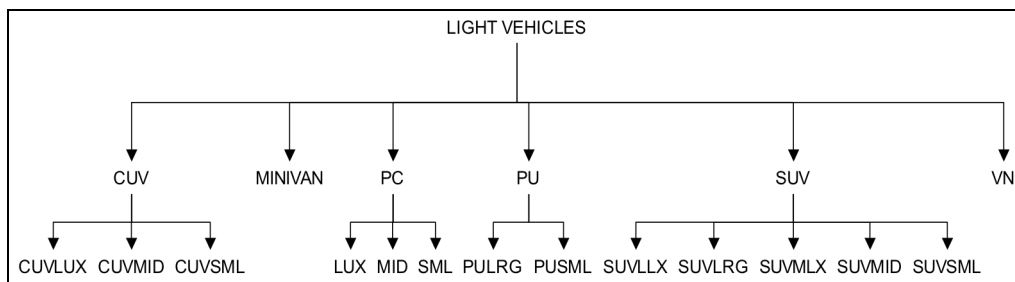 LIGHT VEHICLES
CUV MINIVAN PC PU SUV VN
CUVLUX CUVMID CUVSML LUX MID SML PULRG PUSML SUVLLX SUVLRG SUVMLX SUVMID SUVSML